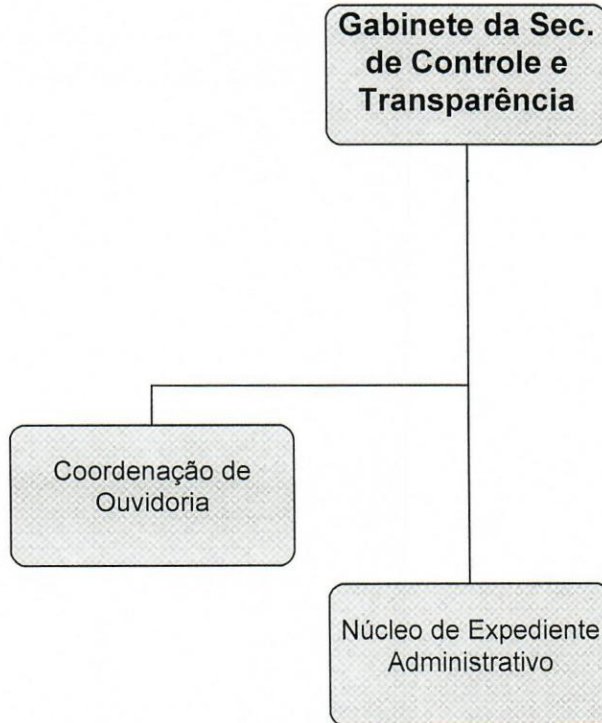 Gabinete da Sec.
de Controle e
Transparência
Coordenação de
Ouvidoria
Núcleo de Expediente
Administrativo